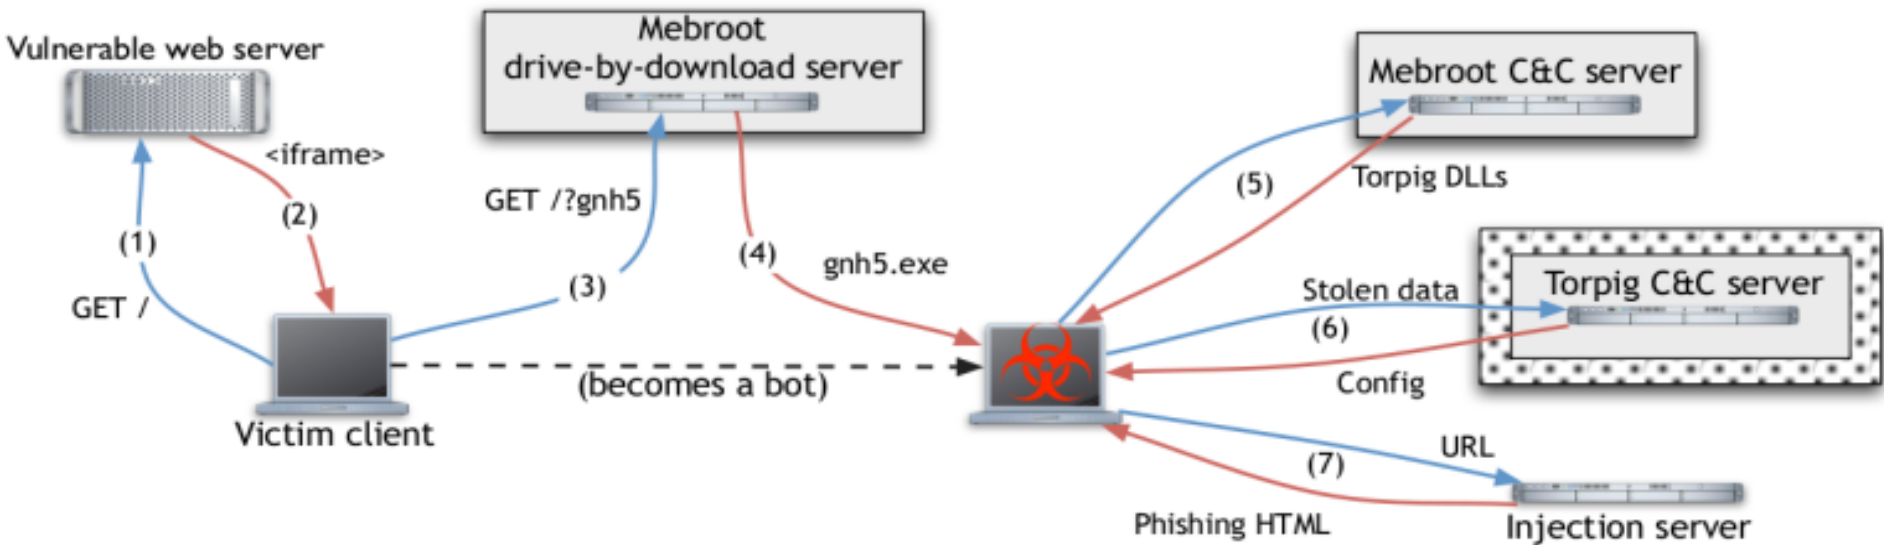 Vulnerable web server
Mebroot
drive-by-download server
Mebroot C&C server
<iframe>
GET /?gnh5
(5)
Torpig DLLs
(2)
(1)
(4)
gnh5.exe
(3)
GET /
Stolen data
Torpig C&C server
(6)
(becomes a bot)
Config
Victim client
URL
(7)
Phishing HTML
Injection server